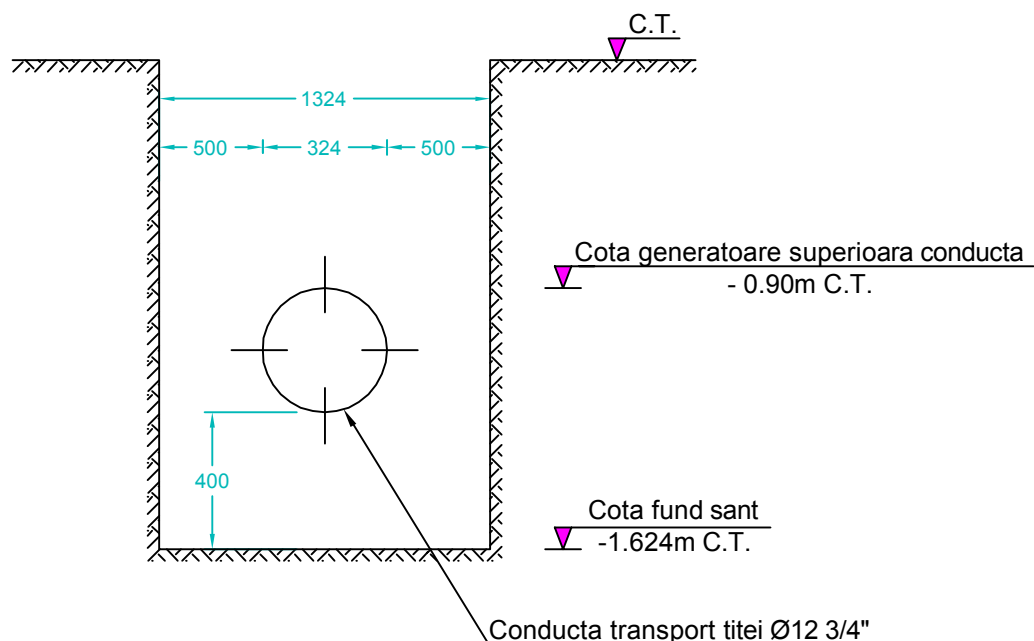 C.T.
1324
500
324
500
Cota generatoare superioara conducta
- 0.90m C.T.
400
Cota fund sant
-1.624m C.T.
Conducta transport titei Ø12 3/4"